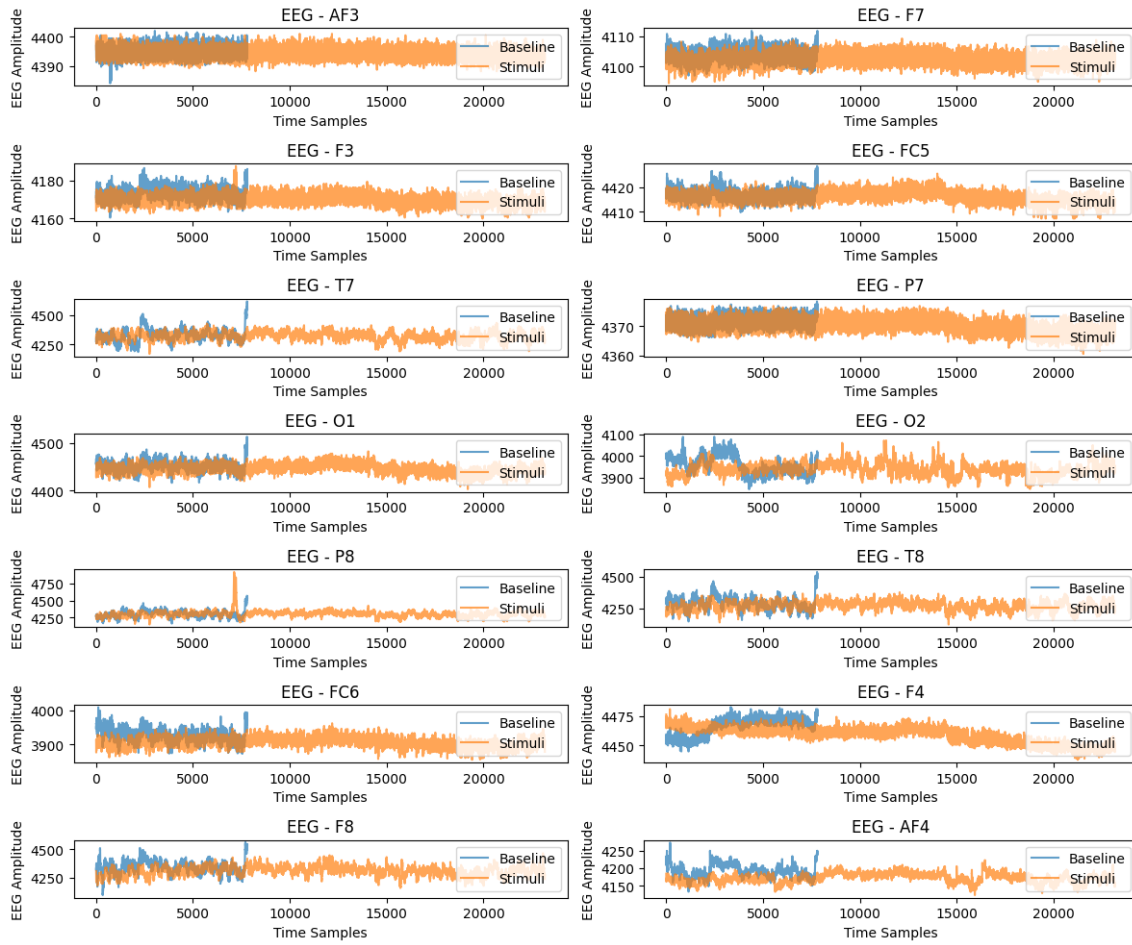 EEG - AF3
EEG Amplitude
4400
4390
Baseline
Stimuli
0 5000 10000 15000 20000
Time Samples
EEG - F7
EEG Amplitude
4110
4100
Baseline
Stimuli
0 5000 10000 15000 20000
Time Samples
EEG - F3
EEG Amplitude
4180
4160
Baseline
Stimuli
0 5000 10000 15000 20000
Time Samples
EEG - FC5
EEG Amplitude
4420
4410
Baseline
Stimuli
0 5000 10000 15000 20000
Time Samples
EEG - T7
EEG Amplitude
4500
4250
Baseline
Stimuli
0 5000 10000 15000 20000
Time Samples
EEG - P7
EEG Amplitude
4370
4360
Baseline
Stimuli
0 5000 10000 15000 20000
Time Samples
EEG - O1
EEG Amplitude
4500
4400
Baseline
Stimuli
0 5000 10000 15000 20000
Time Samples
EEG - O2
EEG Amplitude
4100
4000
3900
Baseline
Stimuli
0 5000 10000 15000 20000
Time Samples
EEG - P8
EEG Amplitude
4750
4500
4250
Baseline
Stimuli
0 5000 10000 15000 20000
Time Samples
EEG - T8
EEG Amplitude
4500
4250
Baseline
Stimuli
0 5000 10000 15000 20000
Time Samples
EEG - FC6
EEG Amplitude
4000
3900
Baseline
Stimuli
0 5000 10000 15000 20000
Time Samples
EEG - F4
EEG Amplitude
4475
4450
Baseline
Stimuli
0 5000 10000 15000 20000
Time Samples
EEG - F8
EEG Amplitude
4500
4250
Baseline
Stimuli
0 5000 10000 15000 20000
Time Samples
EEG - AF4
EEG Amplitude
4250
4200
4150
Baseline
Stimuli
0 5000 10000 15000 20000
Time Samples